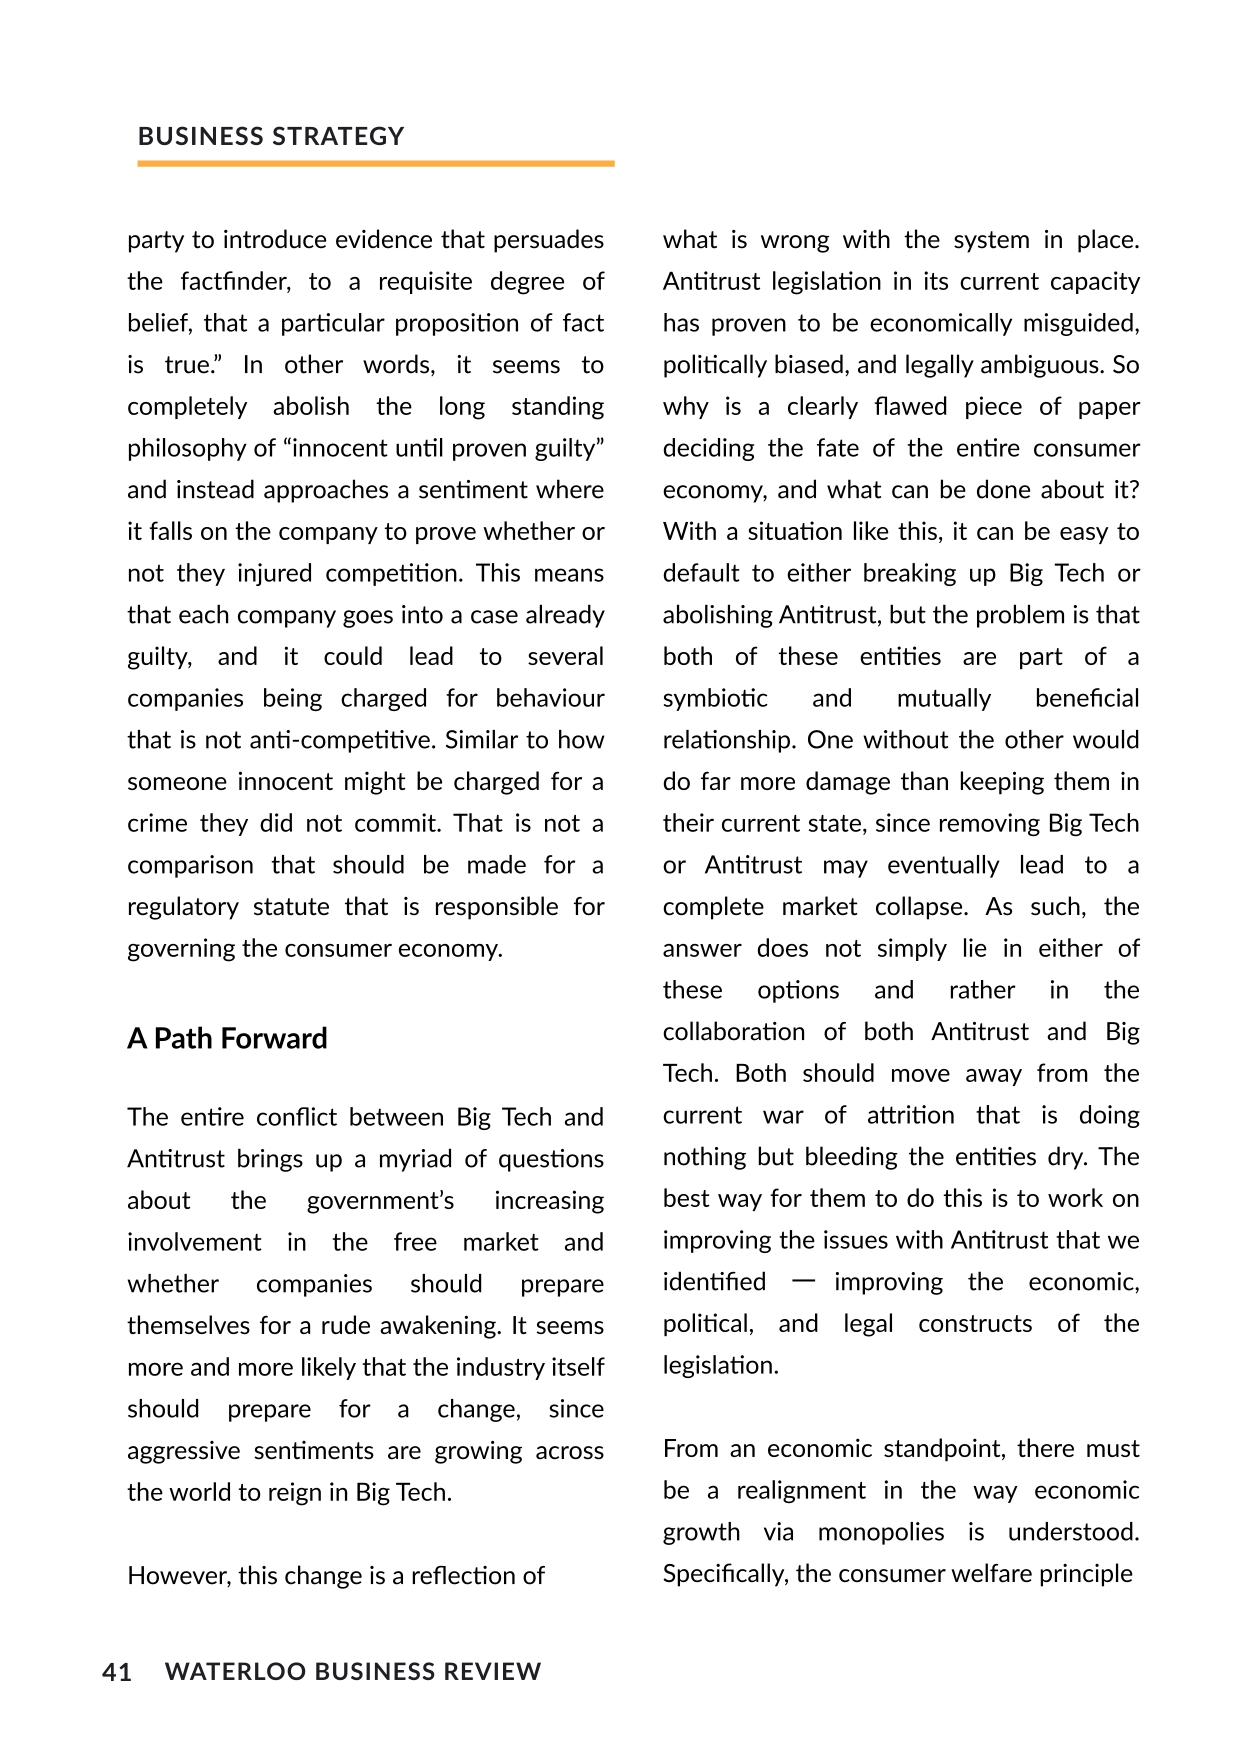 BUSINESS STRATEGY
party to introduce evidence that persuades
the factfinder, to a requisite degree of
belief, that a particular proposition of fact
is true.” In other words, it seems to
completely abolish the long standing
philosophy of “innocent until proven guilty”
and instead approaches a sentiment where
it falls on the company to prove whether or
not they injured competition. This means
that each company goes into a case already
guilty, and it could lead to several
companies being charged for behaviour
that is not anti-competitive. Similar to how
someone innocent might be charged for a
crime they did not commit. That is not a
comparison that should be made for a
regulatory statute that is responsible for
governing the consumer economy.
A Path Forward
The entire conflict between Big Tech and
Antitrust brings up a myriad of questions
about the government’s increasing
involvement in the free market and
whether companies should prepare
themselves for a rude awakening. It seems
more and more likely that the industry itself
should prepare for a change, since
aggressive sentiments are growing across
the world to reign in Big Tech.
However, this change is a reflection of
what is wrong with the system in place.
Antitrust legislation in its current capacity
has proven to be economically misguided,
politically biased, and legally ambiguous. So
why is a clearly flawed piece of paper
deciding the fate of the entire consumer
economy, and what can be done about it?
With a situation like this, it can be easy to
default to either breaking up Big Tech or
abolishing Antitrust, but the problem is that
both of these entities are part of a
symbiotic and mutually beneficial
relationship. One without the other would
do far more damage than keeping them in
their current state, since removing Big Tech
or Antitrust may eventually lead to a
complete market collapse. As such, the
answer does not simply lie in either of
these options and rather in the
collaboration of both Antitrust and Big
Tech. Both should move away from the
current war of attrition that is doing
nothing but bleeding the entities dry. The
best way for them to do this is to work on
improving the issues with Antitrust that we
identified — improving the economic,
political, and legal constructs of the
legislation.
From an economic standpoint, there must
be a realignment in the way economic
growth via monopolies is understood.
Specifically, the consumer welfare principle
41 WATERLOO BUSINESS REVIEW